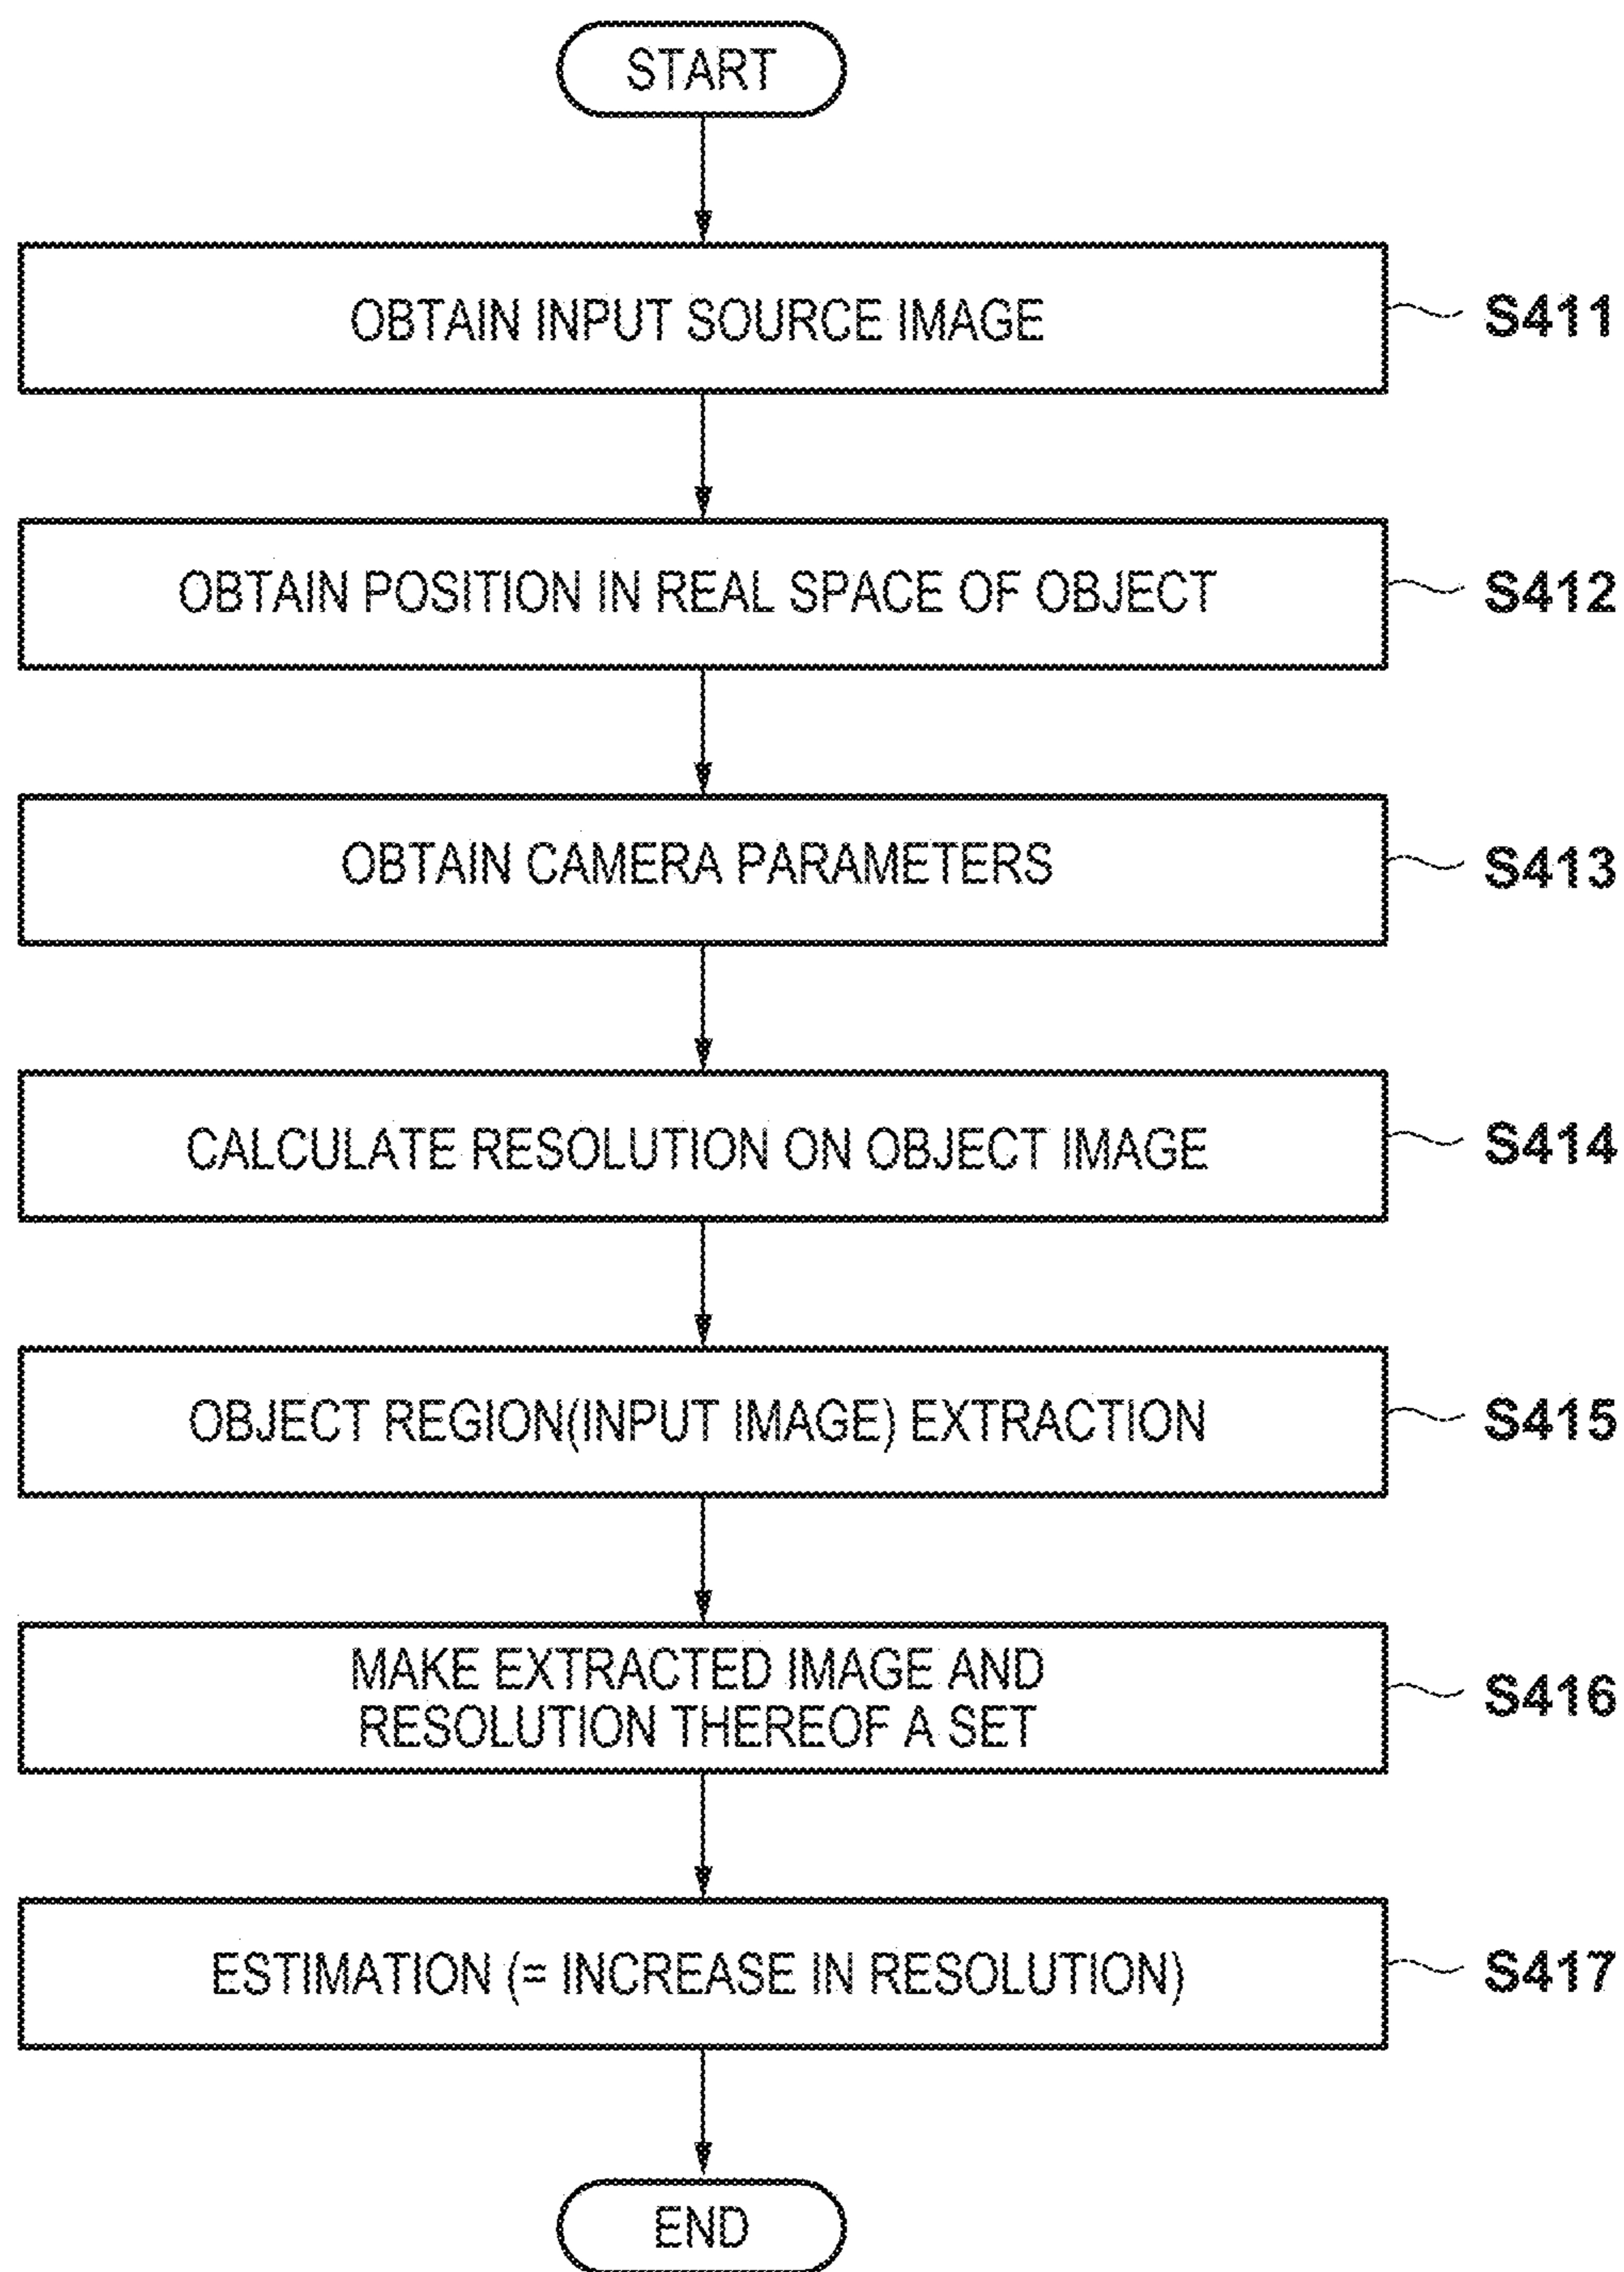 START
OBTAIN INPUT SOURCE IMAGE
S411
OBTAIN POSITION IN REAL SPACE OF OBJECT
S412
OBTAIN CAMERA PARAMETERS
S413
CALCULATE RESOLUTION ON OBJECT IMAGE
S414
OBJECT REGION(INPUT IMAGE) EXTRACTION
S415
MAKE EXTRACTED IMAGE AND
RESOLUTION THEREOF A SET
S416
ESTIMATION (= INCREASE IN RESOLUTION)
S417
END